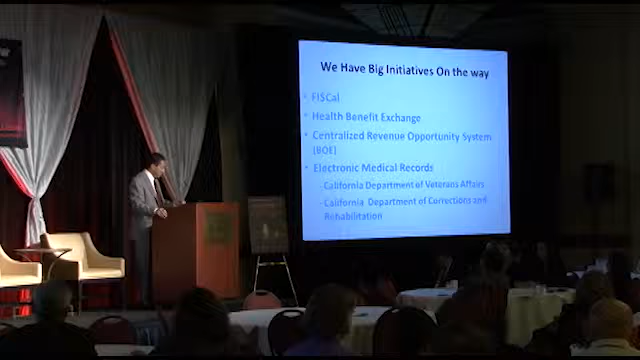 We Have Big Initiatives On the way
FI$Cal
Health Benefit Exchange
Centralized Revenue Opportunity System
(BOE)
Electronic Medical Records
California Department of Veterans Affairs
California Department of Corrections and
Rehabilitation